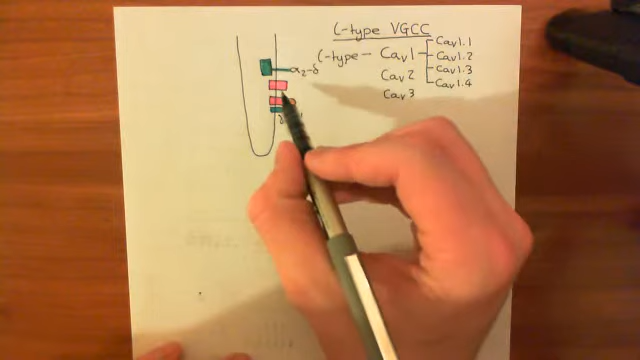 L-type VGCC
L-type - Cav1 - Cav1.1
Cav1.2
Cav1.3
Cav1.4
Cav2
Cav3
α2-δ